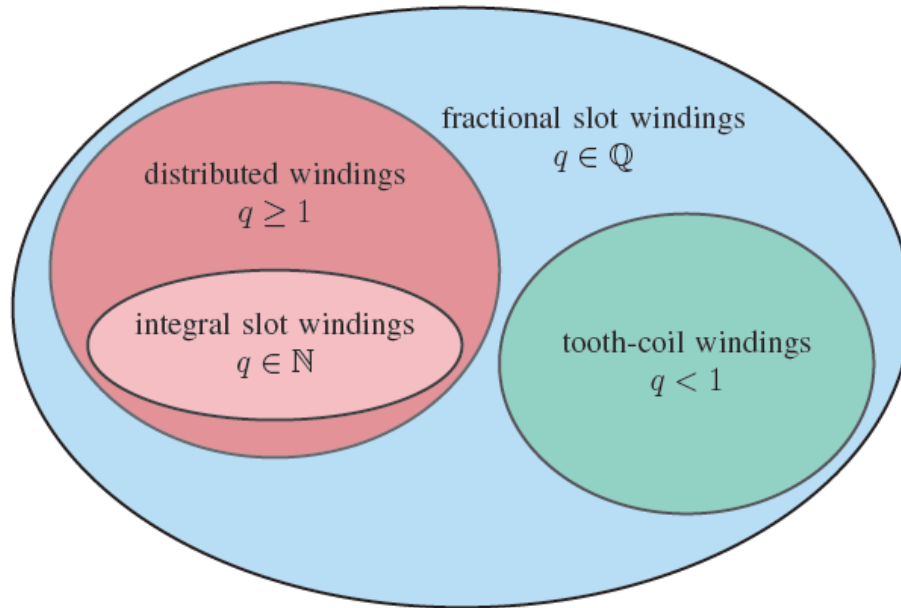 fractional slot windings
q ∈ ℚ
distributed windings
q ≥ 1
integral slot windings
q ∈ ℕ
tooth-coil windings
q < 1